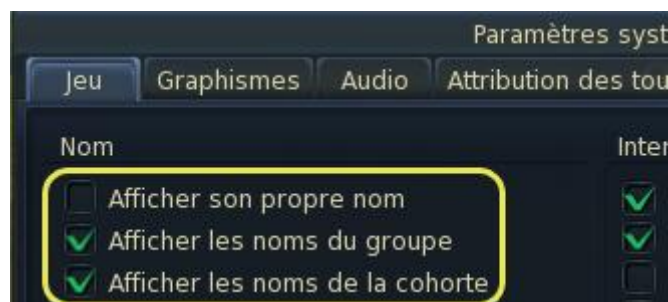 Paramètres syst
Jeu Graphismes Audio Attribution des tou
Nom Inter
Afficher son propre nom
Afficher les noms du groupe
Afficher les noms de la cohorte